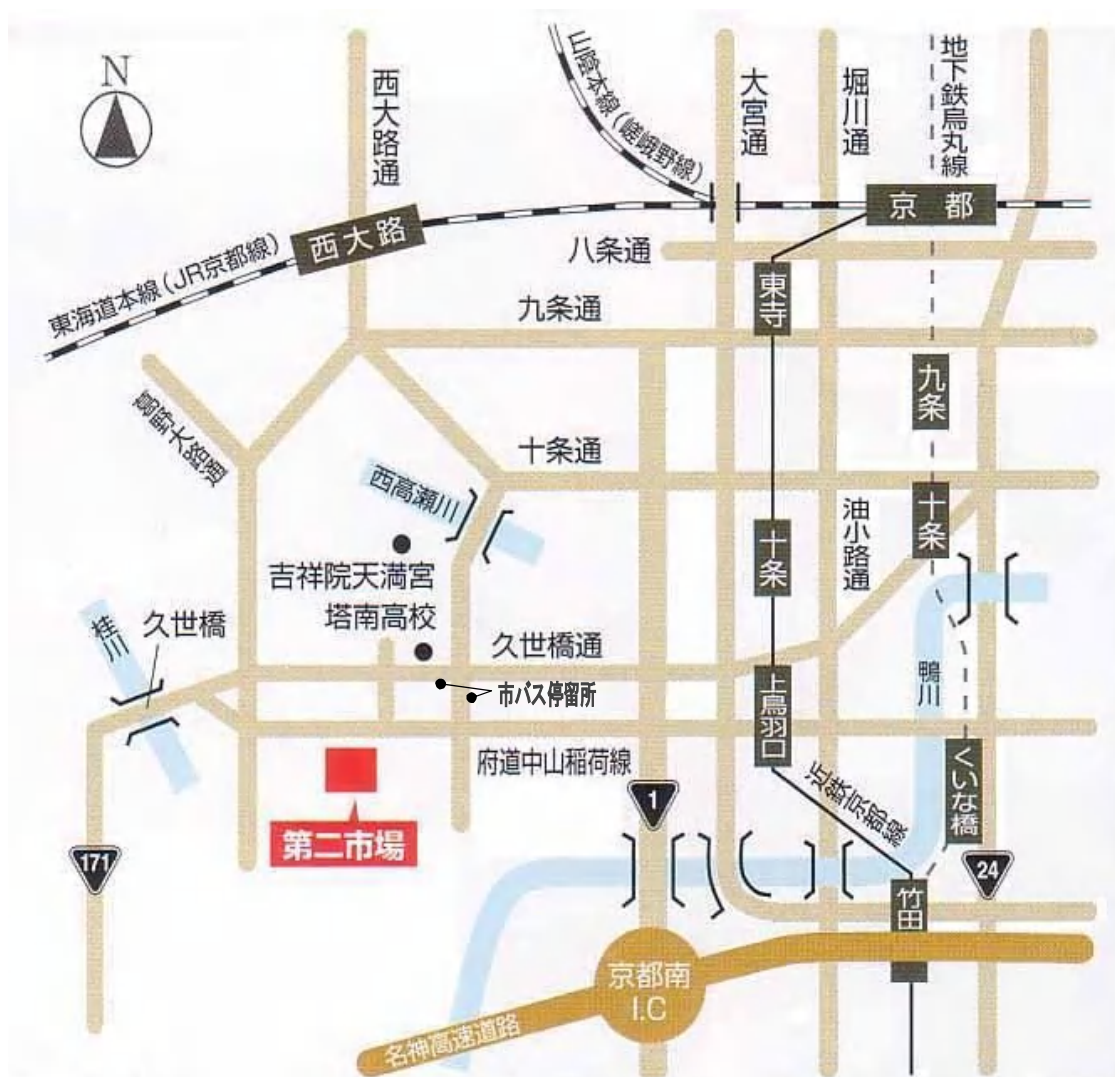 N
西大路通
山陰本線(嵯峨野線)
大宮通
堀川通
地下鉄烏丸線
京都
西大路
東海道本線(JR京都線)
八条通
東寺
九条通
九条
葛野大路通
十条通
西高瀬川
十条
油小路通
十条
吉祥院天満宮
塔南高校
桂川
久世橋
久世橋通
市バス停留所
上鳥羽口
鴨川
府道中山稲荷線
近鉄京都線
くいな橋
1
第二市場
171
24
竹田
京都南
I.C
名神高速道路